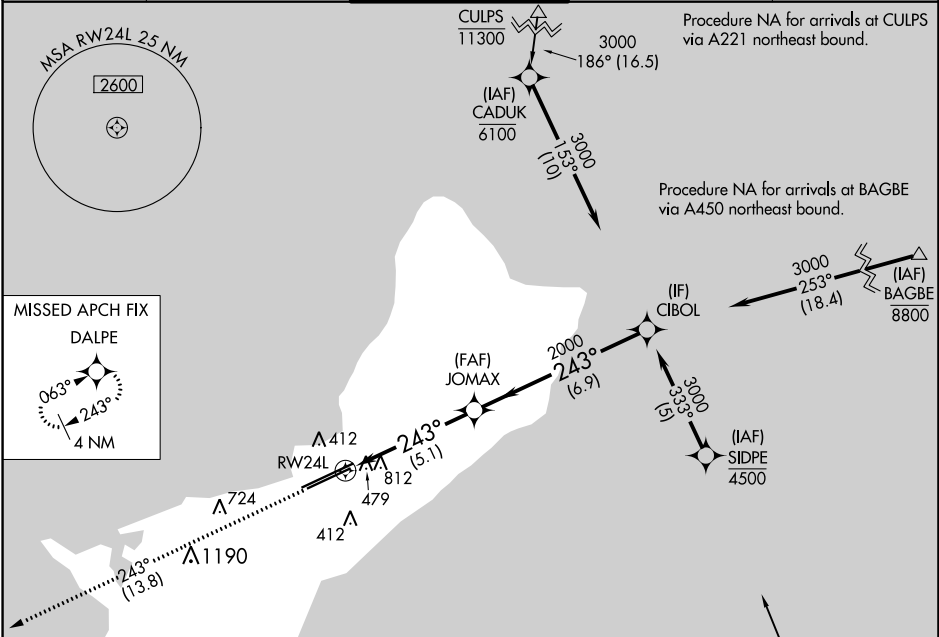 MSA RW24L 25 NM
2600
CULPS
11300
3000
186° (16.5)
Procedure NA for arrivals at CULPS
via A221 northeast bound.
(IAF)
CADUK
6100
3000
153°
(10)
Procedure NA for arrivals at BAGBE
via A450 northeast bound.
3000
253°
(18.4)
(IAF)
BAGBE
8800
(IF)
CIBOL
MISSED APCH FIX
DALPE
063°
243°
4 NM
2000
243°
(6.9)
(FAF)
JOMAX
3000
333°
(5)
(IAF)
SIDPE
4500
243°
(5.1)
412
RW24L
812
479
724
412
1190
243°
(13.8)